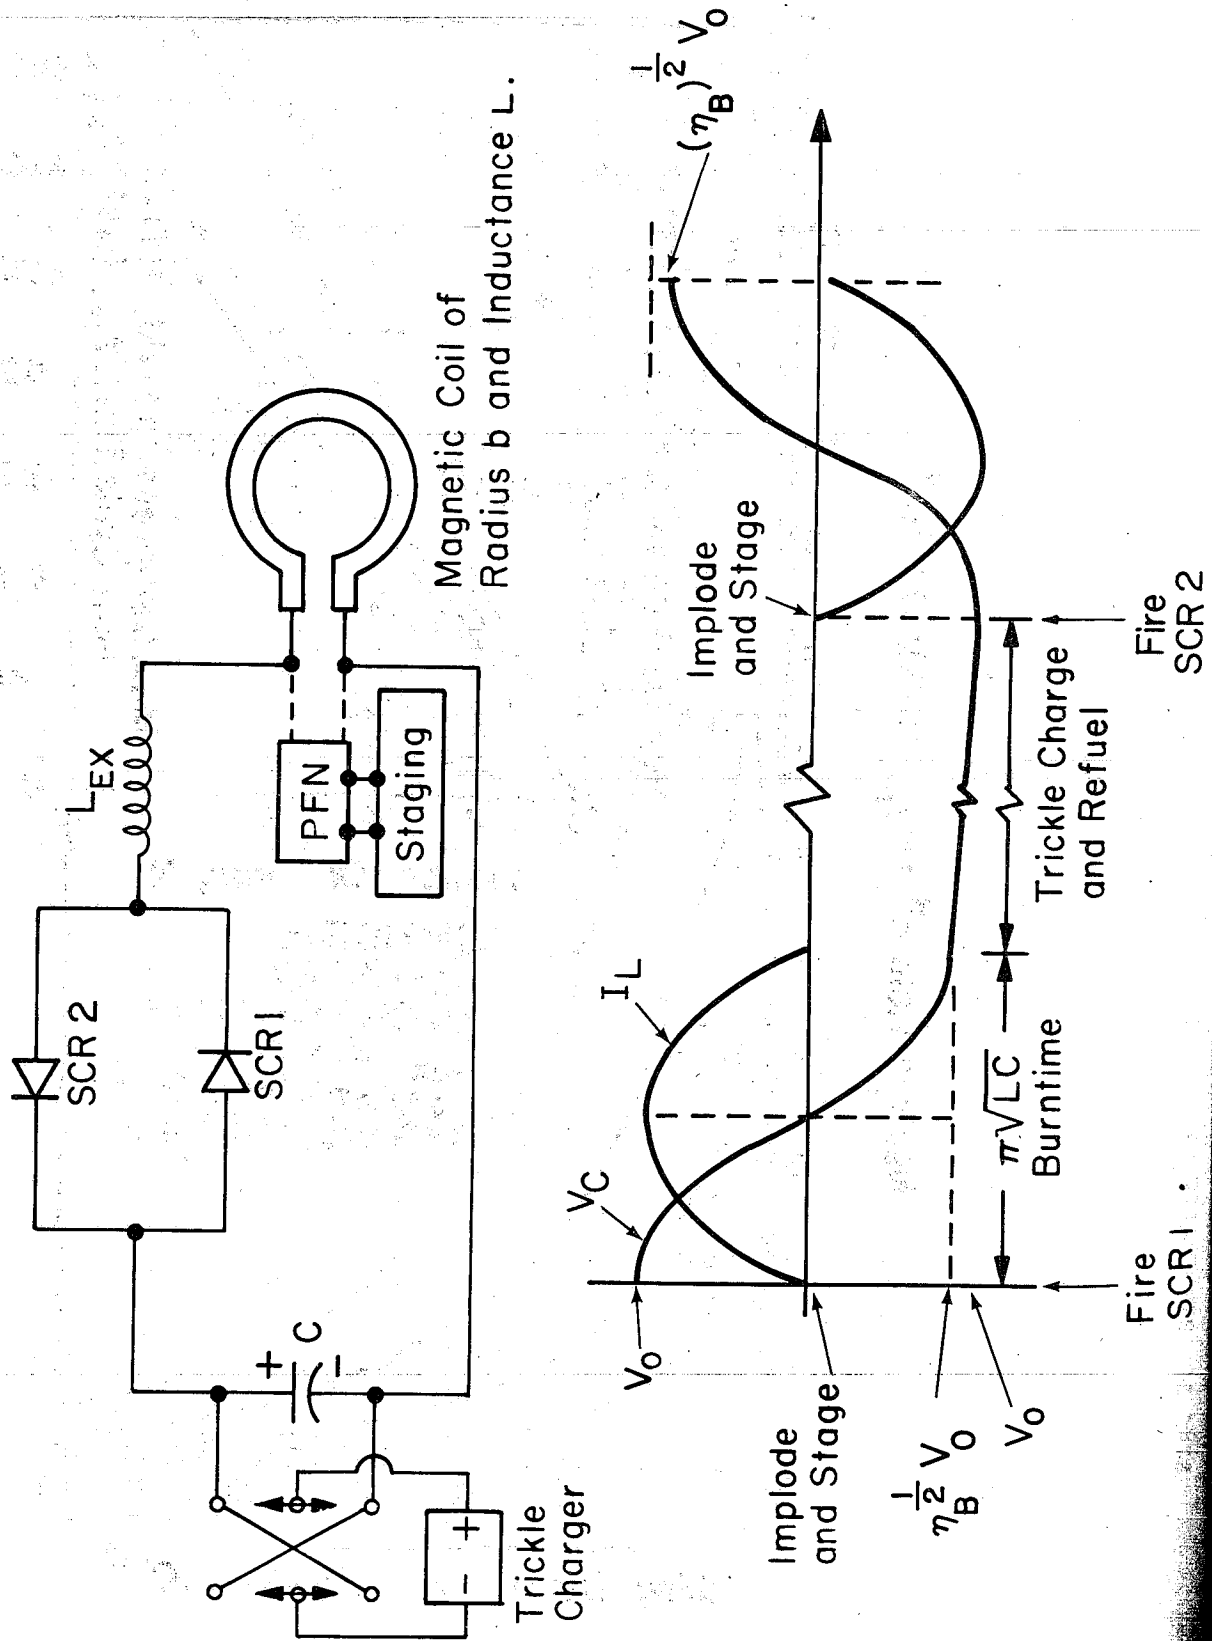 SCR 2
SCR 1
L_EX
+
C
-
Trickle
Charger
-
+
PFN
Staging
Magnetic Coil of
Radius b and Inductance L.
V_O
V_C
I_L
Implode
and Stage
(η_B)^{1/2} V_O
Implode
and Stage
η_B^{1/2} V_O
V_O
π√LC
Burntime
Trickle Charge
and Refuel
Fire
SCR 1
Fire
SCR 2